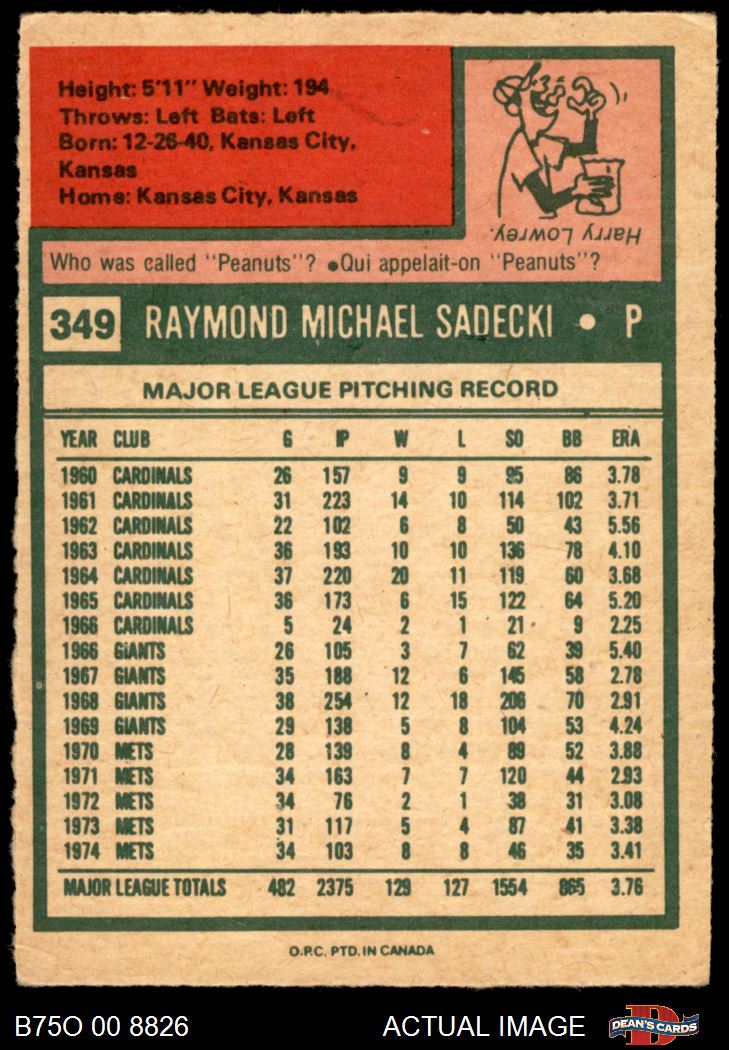 Height: 5'11" Weight: 194
Throws: Left Bats: Left
Born: 12-26-40, Kansas City,
Kansas
Home: Kansas City, Kansas
Harry Lowrey.
Who was called "Peanuts"? ●Qui appelait-on "Peanuts"?
349 RAYMOND MICHAEL SADECKI • P
MAJOR LEAGUE PITCHING RECORD
YEAR CLUB G IP W L SO BB ERA
1960 CARDINALS 26 157 9 9 95 86 3.78
1961 CARDINALS 31 223 14 10 114 102 3.71
1962 CARDINALS 22 102 6 8 50 43 5.56
1963 CARDINALS 36 193 10 10 136 78 4.10
1964 CARDINALS 37 220 20 11 119 60 3.68
1965 CARDINALS 36 173 6 15 122 64 5.20
1966 CARDINALS 5 24 2 1 21 9 2.25
1966 GIANTS 26 105 3 7 62 39 5.40
1967 GIANTS 35 188 12 6 145 58 2.78
1968 GIANTS 38 254 12 18 206 70 2.91
1969 GIANTS 29 138 5 8 104 53 4.24
1970 METS 28 139 8 4 89 52 3.88
1971 METS 34 163 7 7 120 44 2.93
1972 METS 34 76 2 1 38 31 3.08
1973 METS 31 117 5 4 87 41 3.38
1974 METS 34 103 8 8 46 35 3.41
MAJOR LEAGUE TOTALS 482 2375 129 127 1554 865 3.76
O.P.C. PTD. IN CANADA
B75O 00 8826 ACTUAL IMAGE DEAN'S CARDS